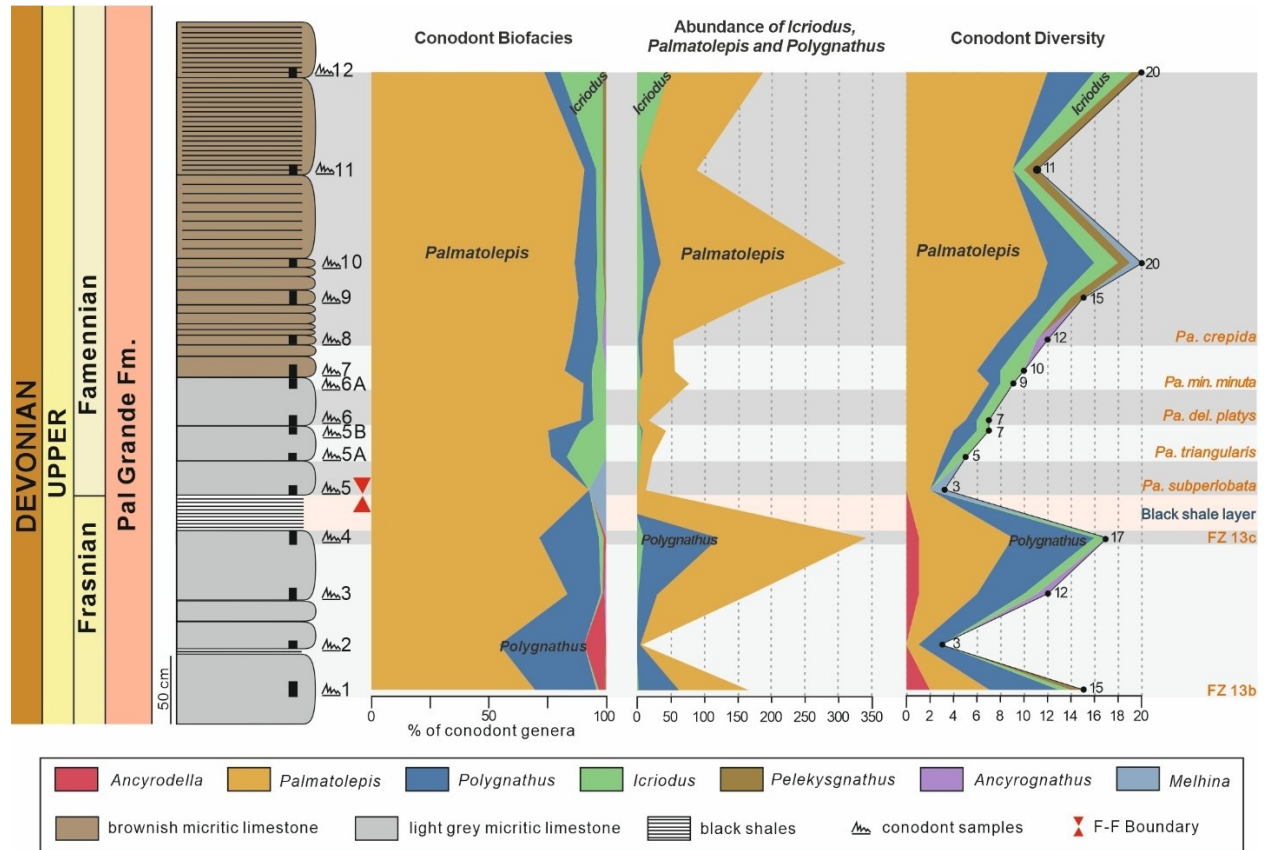 Conodont Biofacies
Abundance of Icriodus,
Palmatolepis and Polygnathus
Conodont Diversity
DEVONIAN
UPPER
Famennian
Frasnian
Pal Grande Fm.
50 cm
12
11
10
9
8
7
6A
6
5B
5A
5
4
3
2
1
Palmatolepis
Icriodus
Polygnathus
0
50
100
% of conodont genera
Icriodus
Palmatolepis
Polygnathus
0 50 100 150 200 250 300 350
Icriodus
Palmatolepis
Polygnathus
20
11
20
15
12
10
9
7
7
5
3
17
12
3
15
0 2 4 6 8 10 12 14 16 18 20
Pa. crepida
Pa. min. minuta
Pa. del. platys
Pa. triangularis
Pa. subperlobata
Black shale layer
FZ 13c
FZ 13b
Ancyrodella Palmatolepis Polygnathus Icriodus Pelekysgnathus Ancyrognathus Melhina
brownish micritic limestone light grey micritic limestone black shales conodont samples F-F Boundary